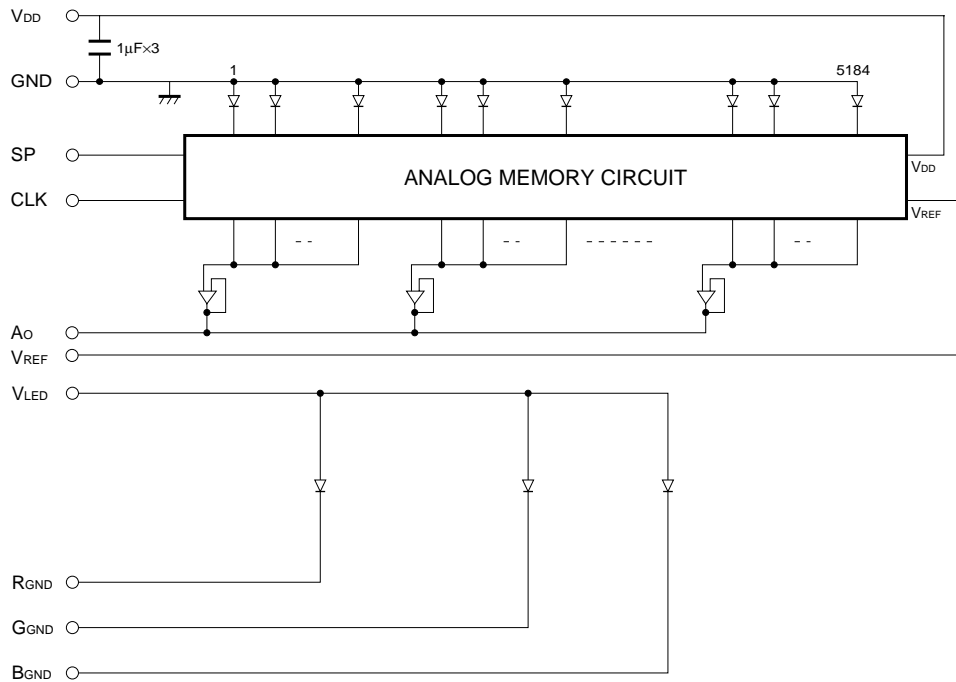 VDD
1µF×3
GND
1
5184
SP
ANALOG MEMORY CIRCUIT
VDD
CLK
VREF
AO
VREF
VLED
RGND
GGND
BGND